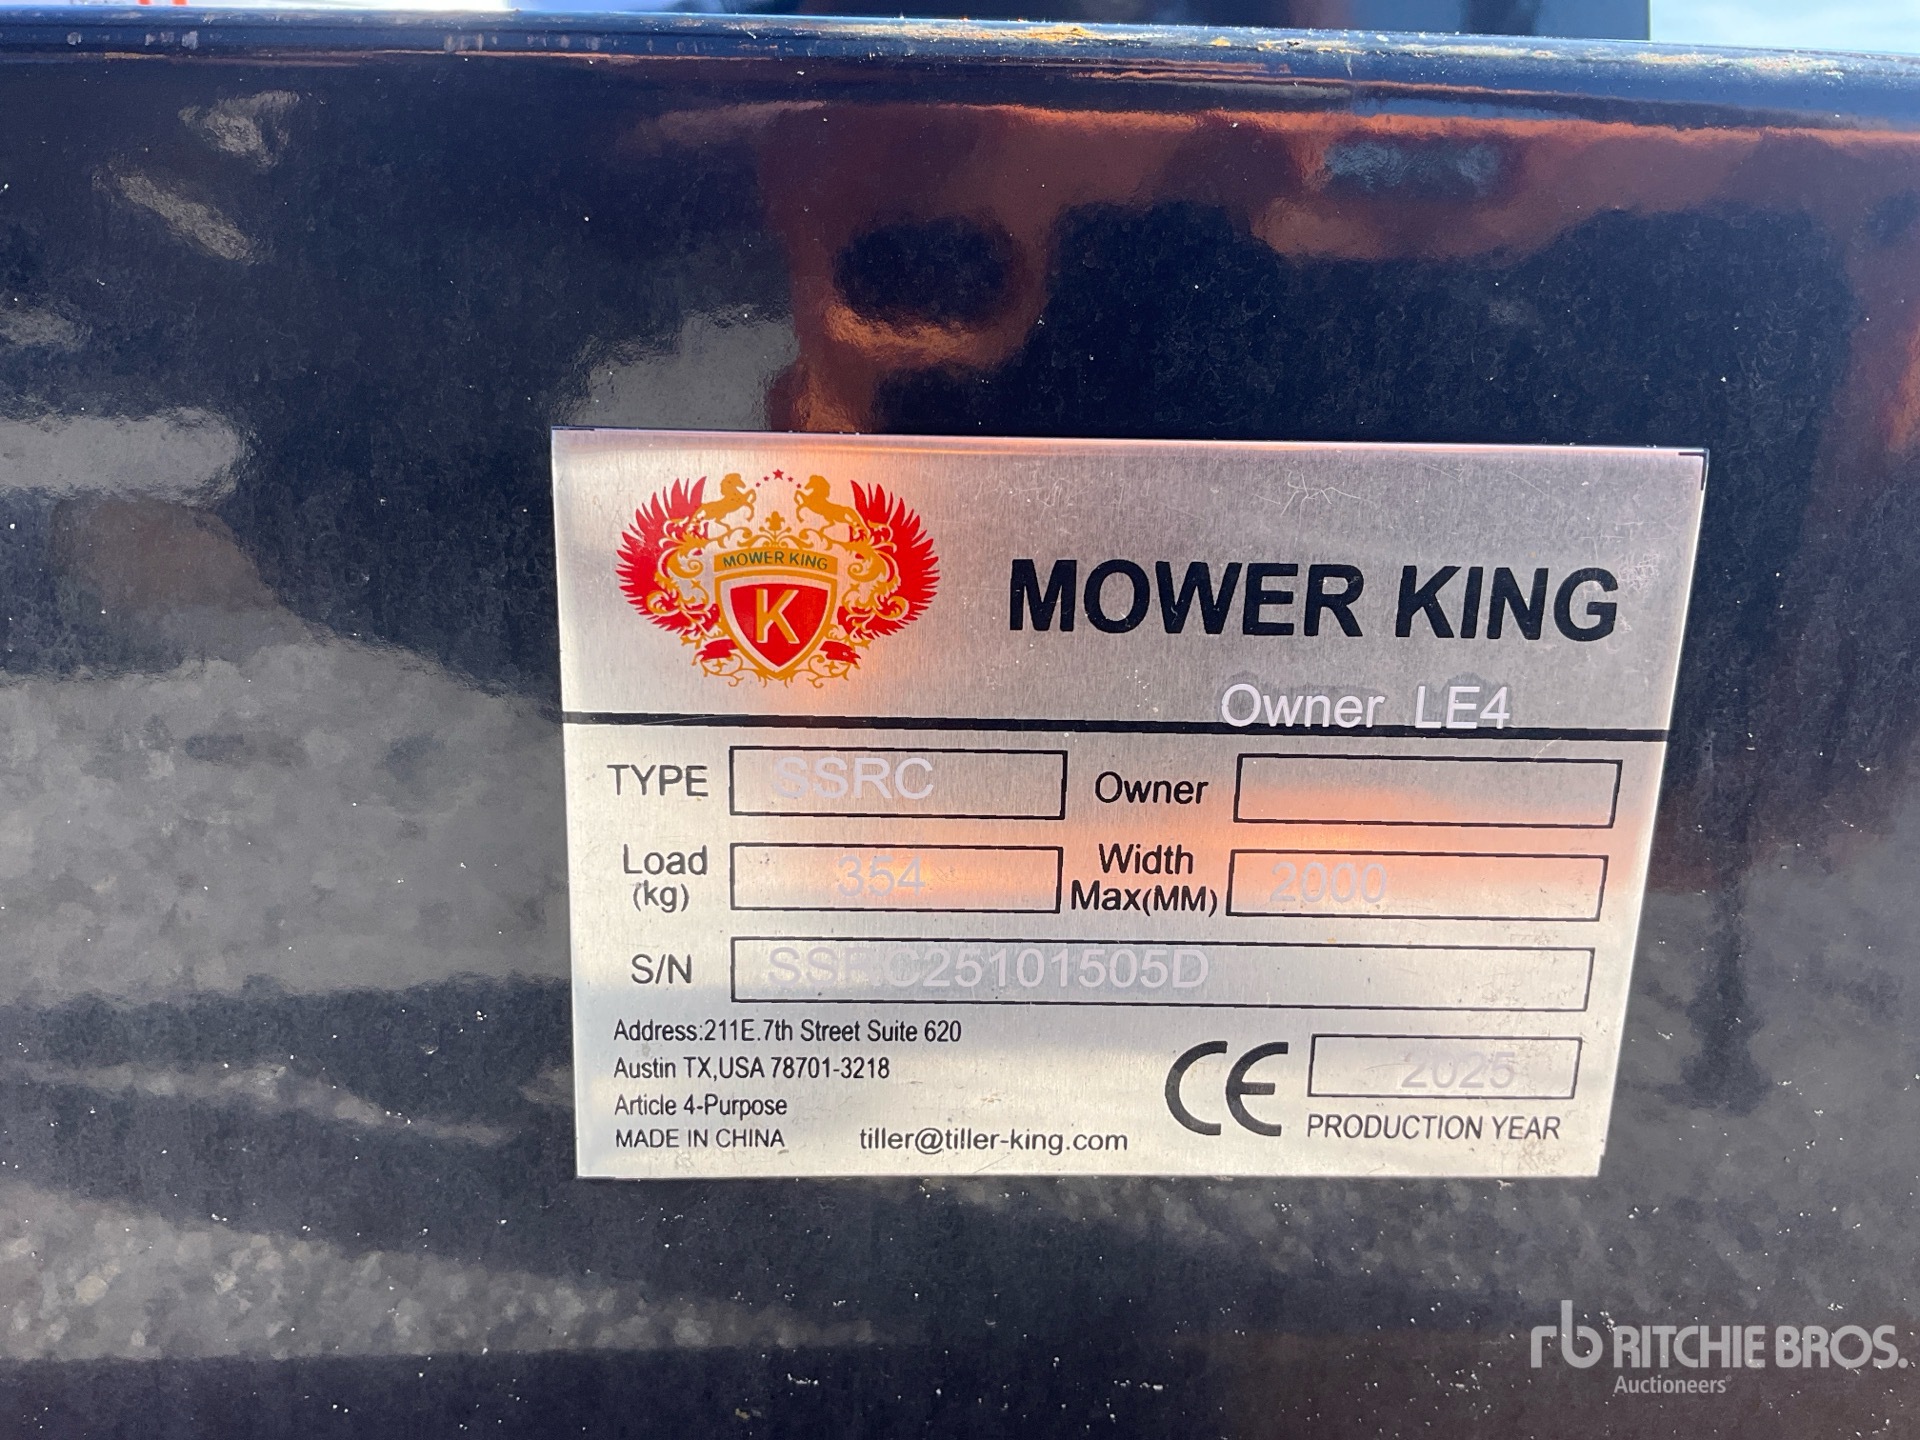 MOWER KING
K
MOWER KING
Owner LE4
TYPE SSRC Owner
Load (kg) 354 Width Max(MM) 2000
S/N SSRC25101505D
Address:211E.7th Street Suite 620
Austin TX,USA 78701-3218
Article 4-Purpose
MADE IN CHINA tiller@tiller-king.com
CE 2025
PRODUCTION YEAR
rb RITCHIE BROS.
Auctioneers